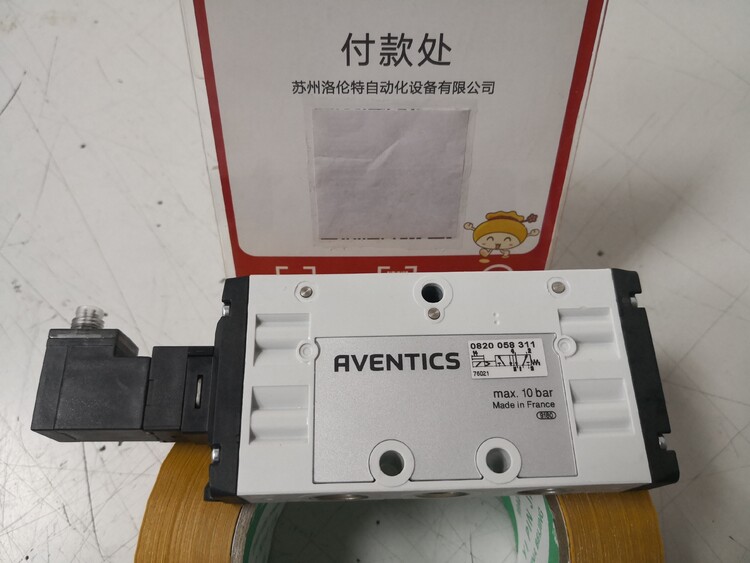 付款处
苏州洛伦特自动化设备有限公司
AVENTICS
0820 058 311
76021
max. 10 bar
Made in France